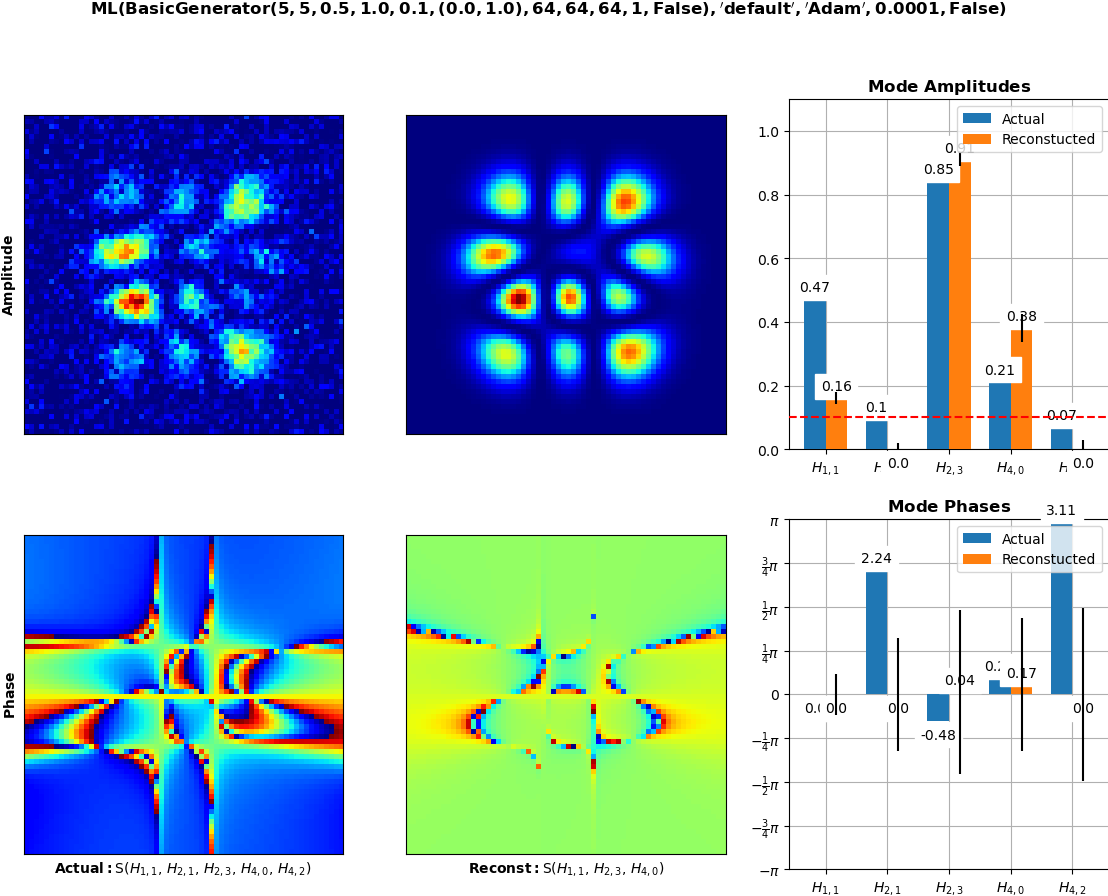 ML(BasicGenerator(5, 5, 0.5, 1.0, 0.1, (0.0, 1.0), 64, 64, 64, 1, False), ′default′, ′Adam′, 0.0001, False)
Mode Amplitudes
Actual
Reconstucted
1.0
0.8
0.6
0.4
0.2
0.0
0.47
0.16
0.1
0.0
0.85
0.21
0.38
0.07
0.0
H1,1
H2,3
H4,0
Amplitude
Mode Phases
Actual
Reconstucted
π
3/4π
1/2π
1/4π
0
−1/4π
−1/2π
−3/4π
−π
0.0
2.24
0.0
-0.48
0.04
0.17
3.11
0.0
H1,1
H2,1
H2,3
H4,0
H4,2
Phase
Actual: S(H1,1, H2,1, H2,3, H4,0, H4,2)
Reconst: S(H1,1, H2,3, H4,0)